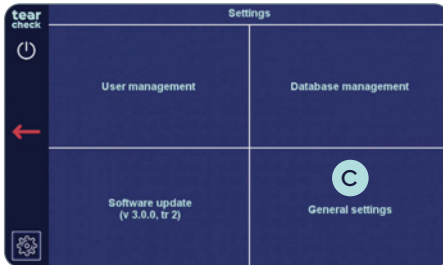 tear
check
Settings
User management
Database management
Software update
(v 3.0.0, tr 2)
C
General settings